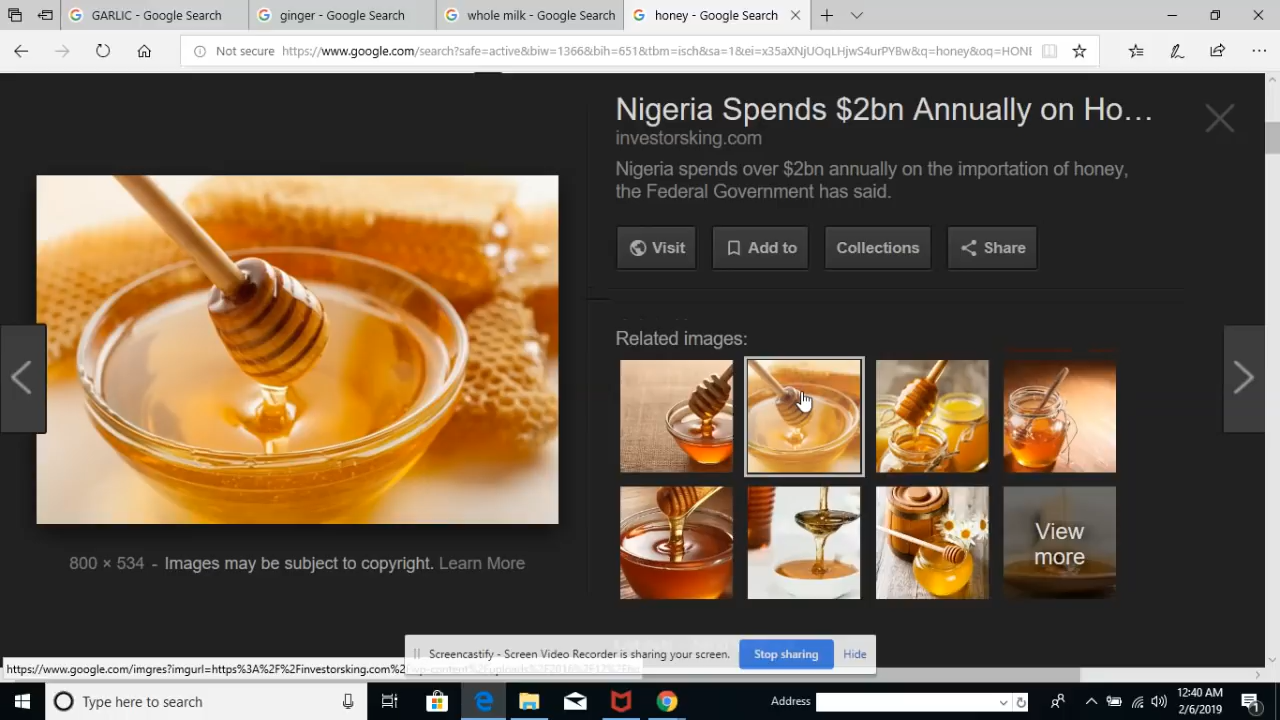 GARLIC - Google Search
ginger - Google Search
whole milk - Google Search
honey - Google Search
Not secure
https://www.google.com/search?safe=active&biw=1366&bih=651&tbm=isch&sa=1&ei=x35aXNjUOqLHjwS4urPYBw&q=honey&oq=HONE
Nigeria Spends $2bn Annually on Ho...
investorsking.com
Nigeria spends over $2bn annually on the importation of honey,
the Federal Government has said.
Visit
Add to
Collections
Share
Related images:
View
more
800 × 534 - Images may be subject to copyright. Learn More
Screencastify - Screen Video Recorder is sharing your screen.
Stop sharing
Hide
https://www.google.com/imgres?imgurl=https%3A%2F%2Finvestorsking.com%2
Type here to search
Address
12:40 AM
2/6/2019
1